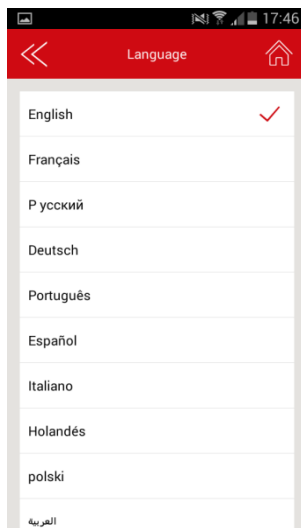 17:46
Language
English
Français
Р усский
Deutsch
Português
Español
Italiano
Holandés
polski
العربية